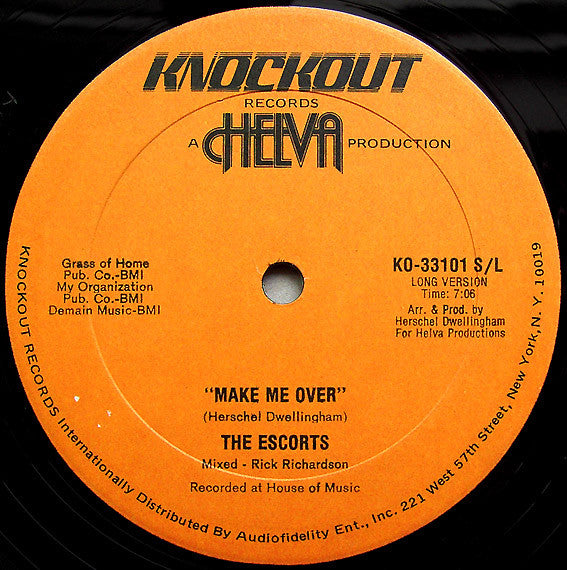 KNOCKOUT
RECORDS
A HELVA PRODUCTION
Grass of Home
Pub. Co.-BMI
My Organization
Pub. Co.-BMI
Demain Music-BMI
KO-33101 S/L
LONG VERSION
Time: 7:06
Arr. & Prod. by
Herschel Dwellingham
For Helva Productions
"MAKE ME OVER"
(Herschel Dwellingham)
THE ESCORTS
Mixed - Rick Richardson
Recorded at House of Music
KNOCKOUT RECORDS Internationally Distributed By Audiofidelity Ent., Inc. 221 West 57th Street, New York, N. Y. 10019